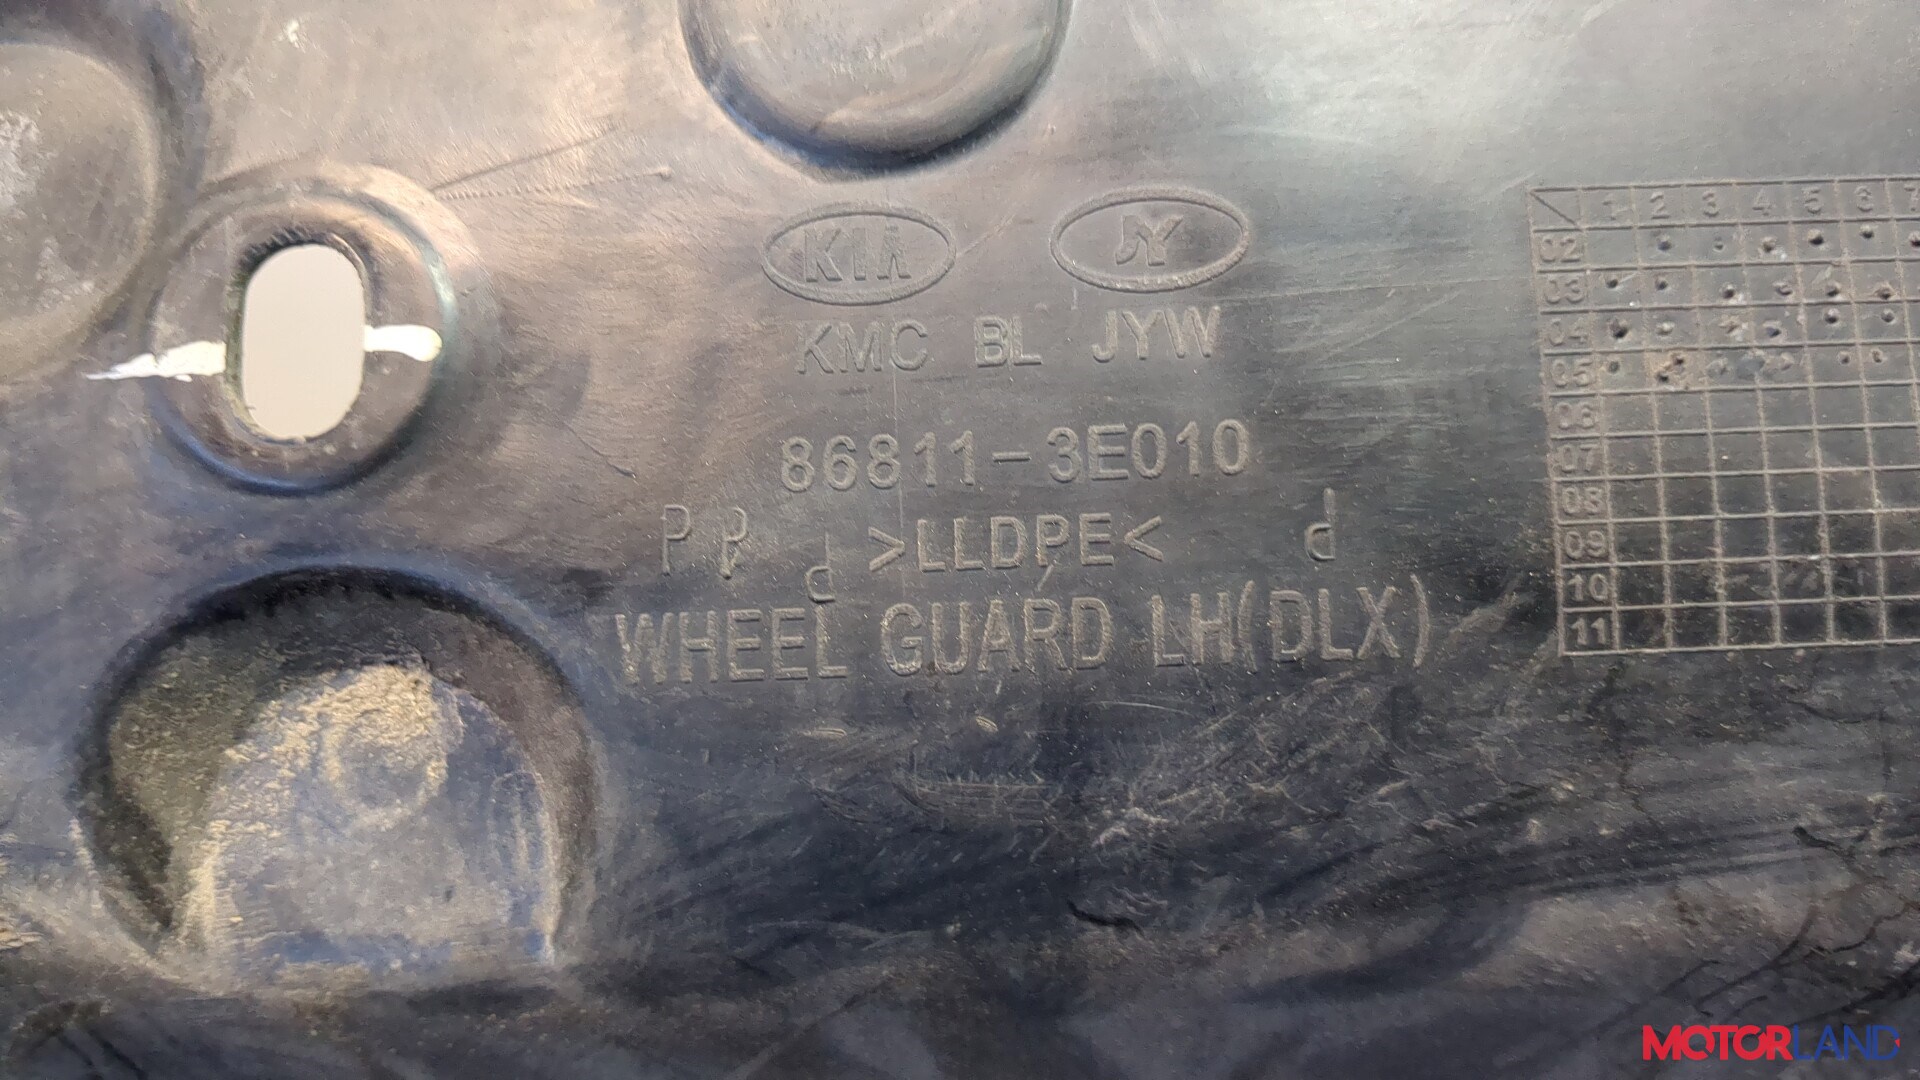 KIA JY
KMC BL JYW
86811-3E010
P P P >LLDPE< P
WHEEL GUARD LH(DLX)
1 2 3 4 5 6 7
02
03
04
05
06
07
08
09
10
11
MOTORLAND